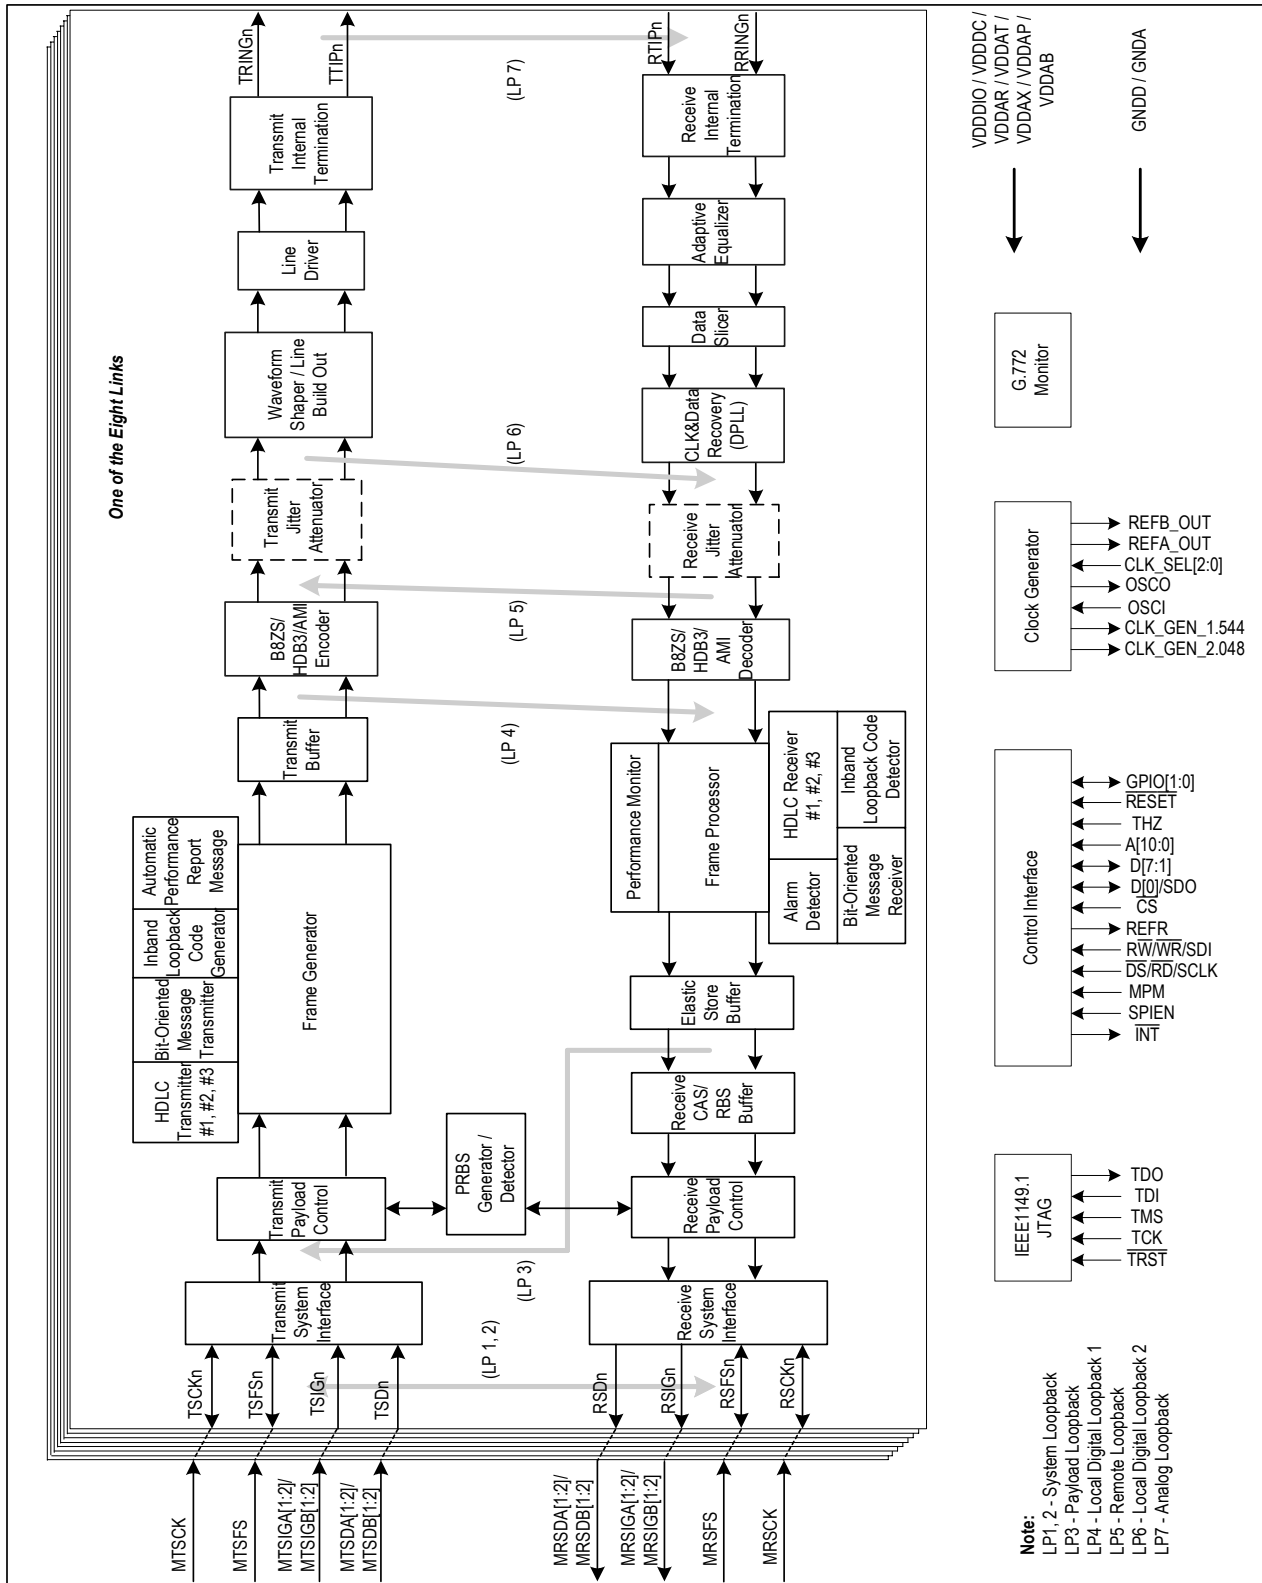 One of the Eight Links
TRINGn
TTIPn
(LP 7)
RTIPn
RRINGn
Transmit
Internal
Termination
Receive
Internal
Termination
Line
Driver
Adaptive
Equalizer
Data
Slicer
Waveform
Shaper / Line
Build Out
CLK&Data
Recovery
(DPLL)
(LP 6)
Transmit
Jitter
Attenuator
Receive
Jitter
Attenuator
(LP 5)
B8ZS/
HDB3/AMI
Encoder
B8ZS/
HDB3/
AMI
Decoder
(LP 4)
Transmit
Buffer
Automatic
Performance
Report
Message
Inband
Loopback
Code
Generator
Bit-Oriented
Message
Transmitter
HDLC
Transmitter
#1, #2, #3
Frame Generator
Performance Monitor
Frame Processor
HDLC Receiver
#1, #2, #3
Inband
Loopback Code
Detector
Alarm
Detector
Bit-Oriented
Message
Receiver
Elastic
Store
Buffer
Receive
CAS/
RBS
Buffer
PRBS
Generator /
Detector
Transmit
Payload
Control
Receive
Payload
Control
(LP 3)
Transmit
System
Interface
Receive
System
Interface
(LP 1, 2)
TSCKn
TSFSn
TSIGn
TSDn
RSDn
RSIGn
RSFSn
RSCKn
MTSCK
MTSFS
MTSIGA[1:2]/
MTSIGB[1:2]
MTSDA[1:2]/
MTSDB[1:2]
MRSDA[1:2]/
MRSDB[1:2]
MRSIGA[1:2]/
MRSIGB[1:2]
MRSFS
MRSCK
VDDDIO / VDDDC /
VDDAR / VDDAT /
VDDAX / VDDAP /
VDDAB
GNDD / GNDA
G.772
Monitor
Clock Generator
REFB_OUT
REFA_OUT
CLK_SEL[2:0]
OSCO
OSCI
CLK_GEN_1.544
CLK_GEN_2.048
Control Interface
GPIO[1:0]
RESET
THZ
A[10:0]
D[7:1]
D[0]/SDO
CS
REFR
RW/WR/SDI
DS/RD/SCLK
MPM
SPIEN
INT
IEEE1149.1
JTAG
TDO
TDI
TMS
TCK
TRST
Note:
LP1, 2 - System Loopback
LP3 - Payload Loopback
LP4 - Local Digital Loopback 1
LP5 - Remote Loopback
LP6 - Local Digital Loopback 2
LP7 - Analog Loopback